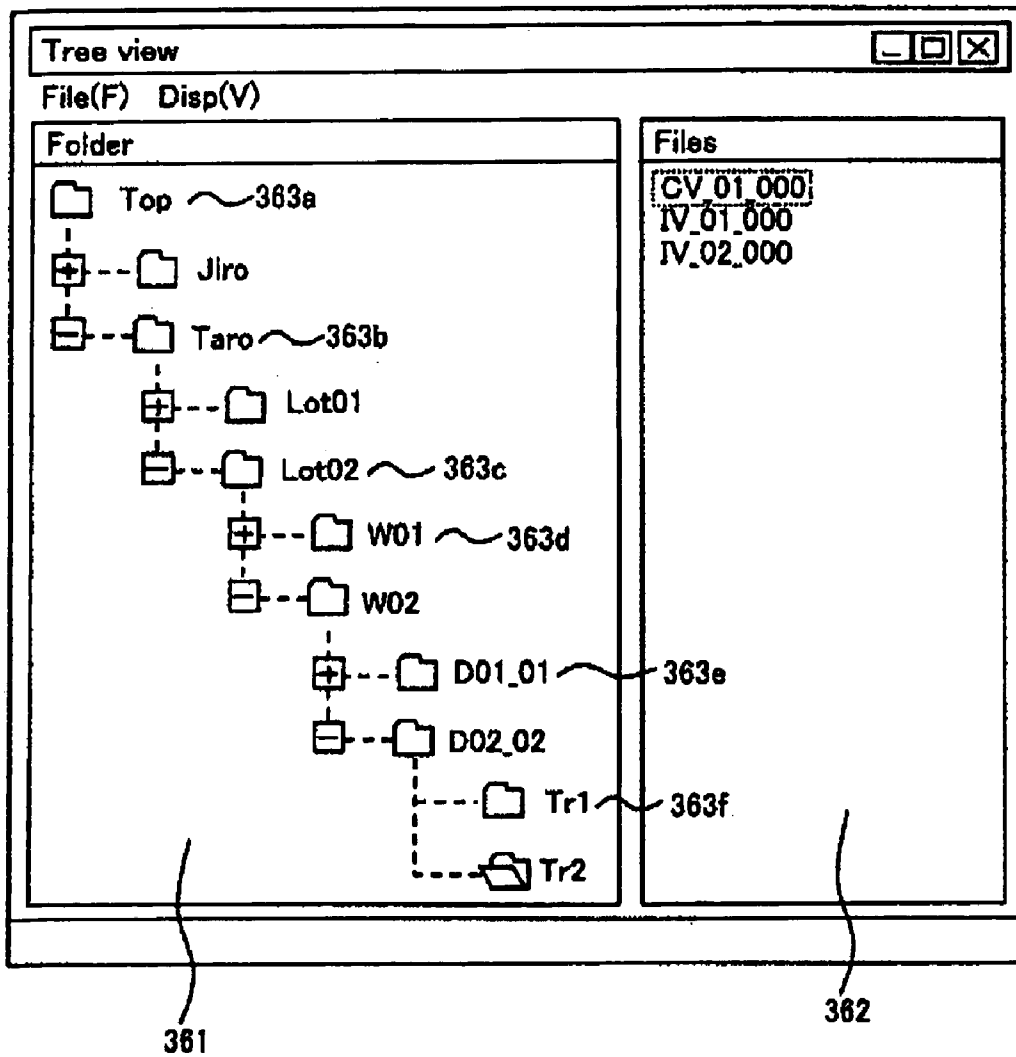 Tree view
File(F) Disp(V)
Folder
Top 363a
Jiro
Taro 363b
Lot01
Lot02 363c
W01 363d
W02
D01_01 363e
D02_02
Tr1 363f
Tr2
Files
CV_01_000
IV_01_000
IV_02_000
361
362